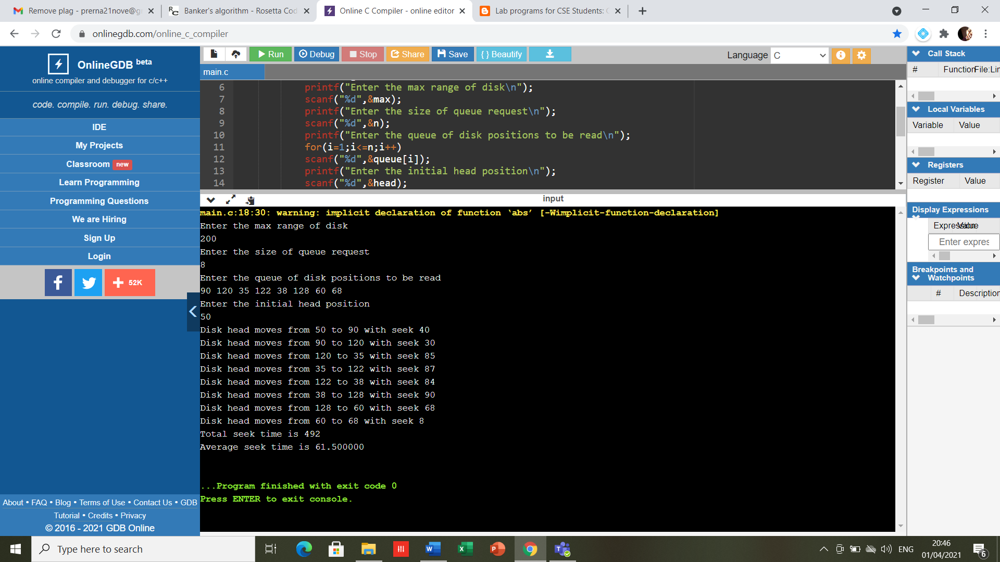 Remove plag - prerna21nove@g
Banker's algorithm - Rosetta Cod
Online C Compiler - online editor
Lab programs for CSE Students: C
onlinegdb.com/online_c_compiler
OnlineGDB beta
online compiler and debugger for c/c++
code. compile. run. debug. share.
IDE
My Projects
Classroom new
Learn Programming
Programming Questions
We are Hiring
Sign Up
Login
f
+ 52K
About • FAQ • Blog • Terms of Use • Contact Us • GDB
Tutorial • Credits • Privacy
© 2016 - 2021 GDB Online
Run Debug Stop Share Save { } Beautify
Language C
main.c
6 printf("Enter the max range of disk\n");
7 scanf("%d",&max);
8 printf("Enter the size of queue request\n");
9 scanf("%d",&n);
10 printf("Enter the queue of disk positions to be read\n");
11 for(i=1;i<=n;i++)
12 scanf("%d",&queue[i]);
13 printf("Enter the initial head position\n");
14 scanf("%d",&head);
input
main.c:18:30: warning: implicit declaration of function ‘abs’ [-Wimplicit-function-declaration]
Enter the max range of disk
200
Enter the size of queue request
8
Enter the queue of disk positions to be read
90 120 35 122 38 128 60 68
Enter the initial head position
50
Disk head moves from 50 to 90 with seek 40
Disk head moves from 90 to 120 with seek 30
Disk head moves from 120 to 35 with seek 85
Disk head moves from 35 to 122 with seek 87
Disk head moves from 122 to 38 with seek 84
Disk head moves from 38 to 128 with seek 90
Disk head moves from 128 to 60 with seek 68
Disk head moves from 60 to 68 with seek 8
Total seek time is 492
Average seek time is 61.500000
...Program finished with exit code 0
Press ENTER to exit console.
Call Stack
# Function File:Lin
Local Variables
Variable Value
Registers
Register Value
Display Expressions
Expression Value
Enter expres
Breakpoints and
Watchpoints
# Description
Type here to search
ENG
20:46
01/04/2021
6